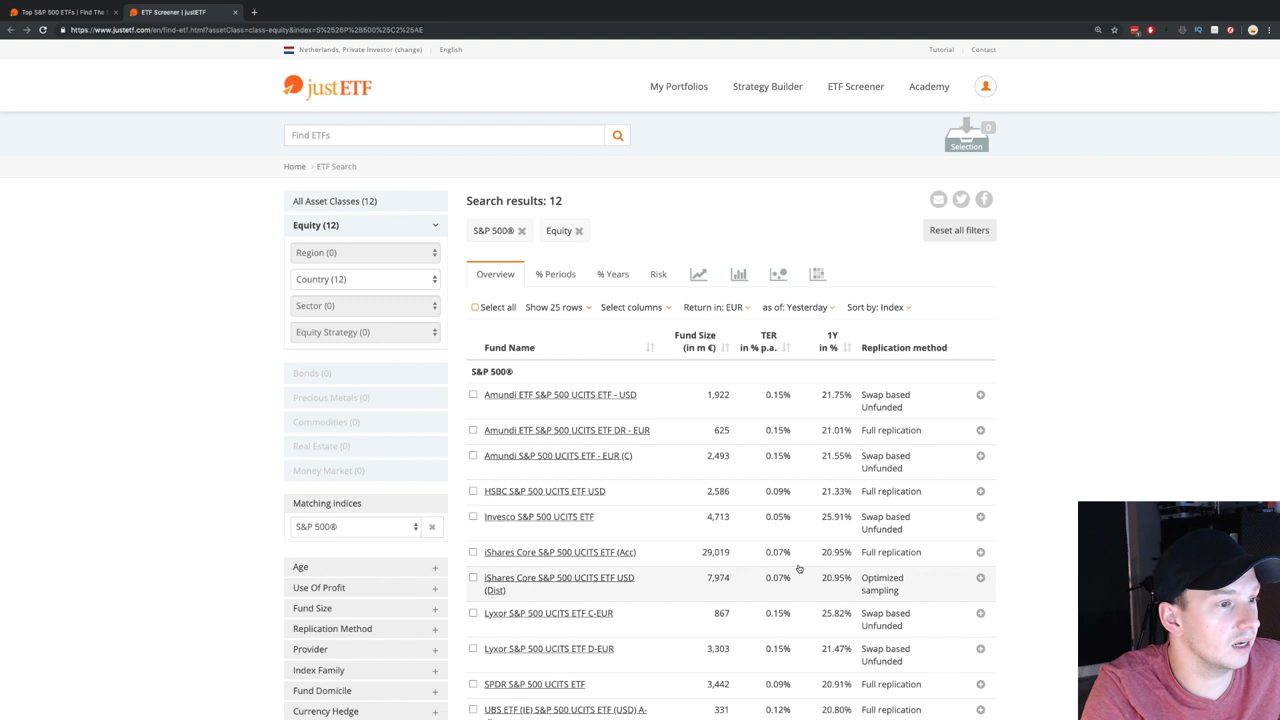 Top S&P 500 ETFs | Find The
ETF Screener | justETF
https://www.justetf.com/en/find-etf.html?assetClass=class-equity&index=S%2526P%2B500%C2%AE
Netherlands, Private Investor (change) English Tutorial Contact
justETF
My Portfolios Strategy Builder ETF Screener Academy
Find ETFs
0
Selection
Home > ETF Search
All Asset Classes (12)
Equity (12)
Region (0)
Country (12)
Sector (0)
Equity Strategy (0)
Bonds (0)
Precious Metals (0)
Commodities (0)
Real Estate (0)
Money Market (0)
Matching indices
S&P 500®
Age +
Use Of Profit +
Fund Size +
Replication Method +
Provider +
Index Family +
Fund Domicile +
Currency Hedge +
Search results: 12
S&P 500® Equity Reset all filters
Overview % Periods % Years Risk
Select all Show 25 rows Select columns Return in: EUR as of: Yesterday Sort by: Index
Fund Name Fund Size (in m €) TER in % p.a. 1Y in % Replication method
S&P 500®
Amundi ETF S&P 500 UCITS ETF - USD 1,922 0.15% 21.75% Swap based
Unfunded
Amundi ETF S&P 500 UCITS ETF DR - EUR 625 0.15% 21.01% Full replication
Amundi S&P 500 UCITS ETF - EUR (C) 2,493 0.15% 21.55% Swap based
Unfunded
HSBC S&P 500 UCITS ETF USD 2,586 0.09% 21.33% Full replication
Invesco S&P 500 UCITS ETF 4,713 0.05% 25.91% Swap based
Unfunded
iShares Core S&P 500 UCITS ETF (Acc) 29,019 0.07% 20.95% Full replication
iShares Core S&P 500 UCITS ETF USD 7,974 0.07% 20.95% Optimized
(Dist) sampling
Lyxor S&P 500 UCITS ETF C-EUR 867 0.15% 25.82% Swap based
Unfunded
Lyxor S&P 500 UCITS ETF D-EUR 3,303 0.15% 21.47% Swap based
Unfunded
SPDR S&P 500 UCITS ETF 3,442 0.09% 20.91% Full replication
UBS ETF (IE) S&P 500 UCITS ETF (USD) A- 331 0.12% 20.80% Full replication